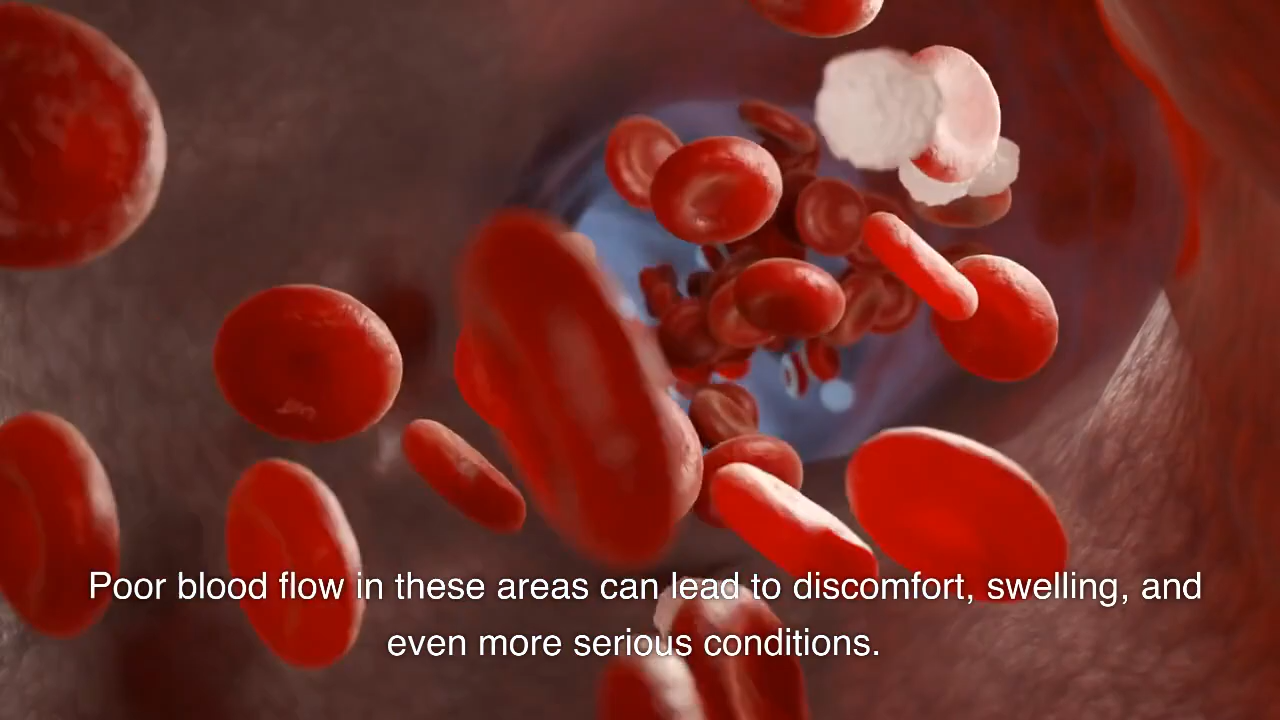 Poor blood flow in these areas can lead to discomfort, swelling, and
even more serious conditions.